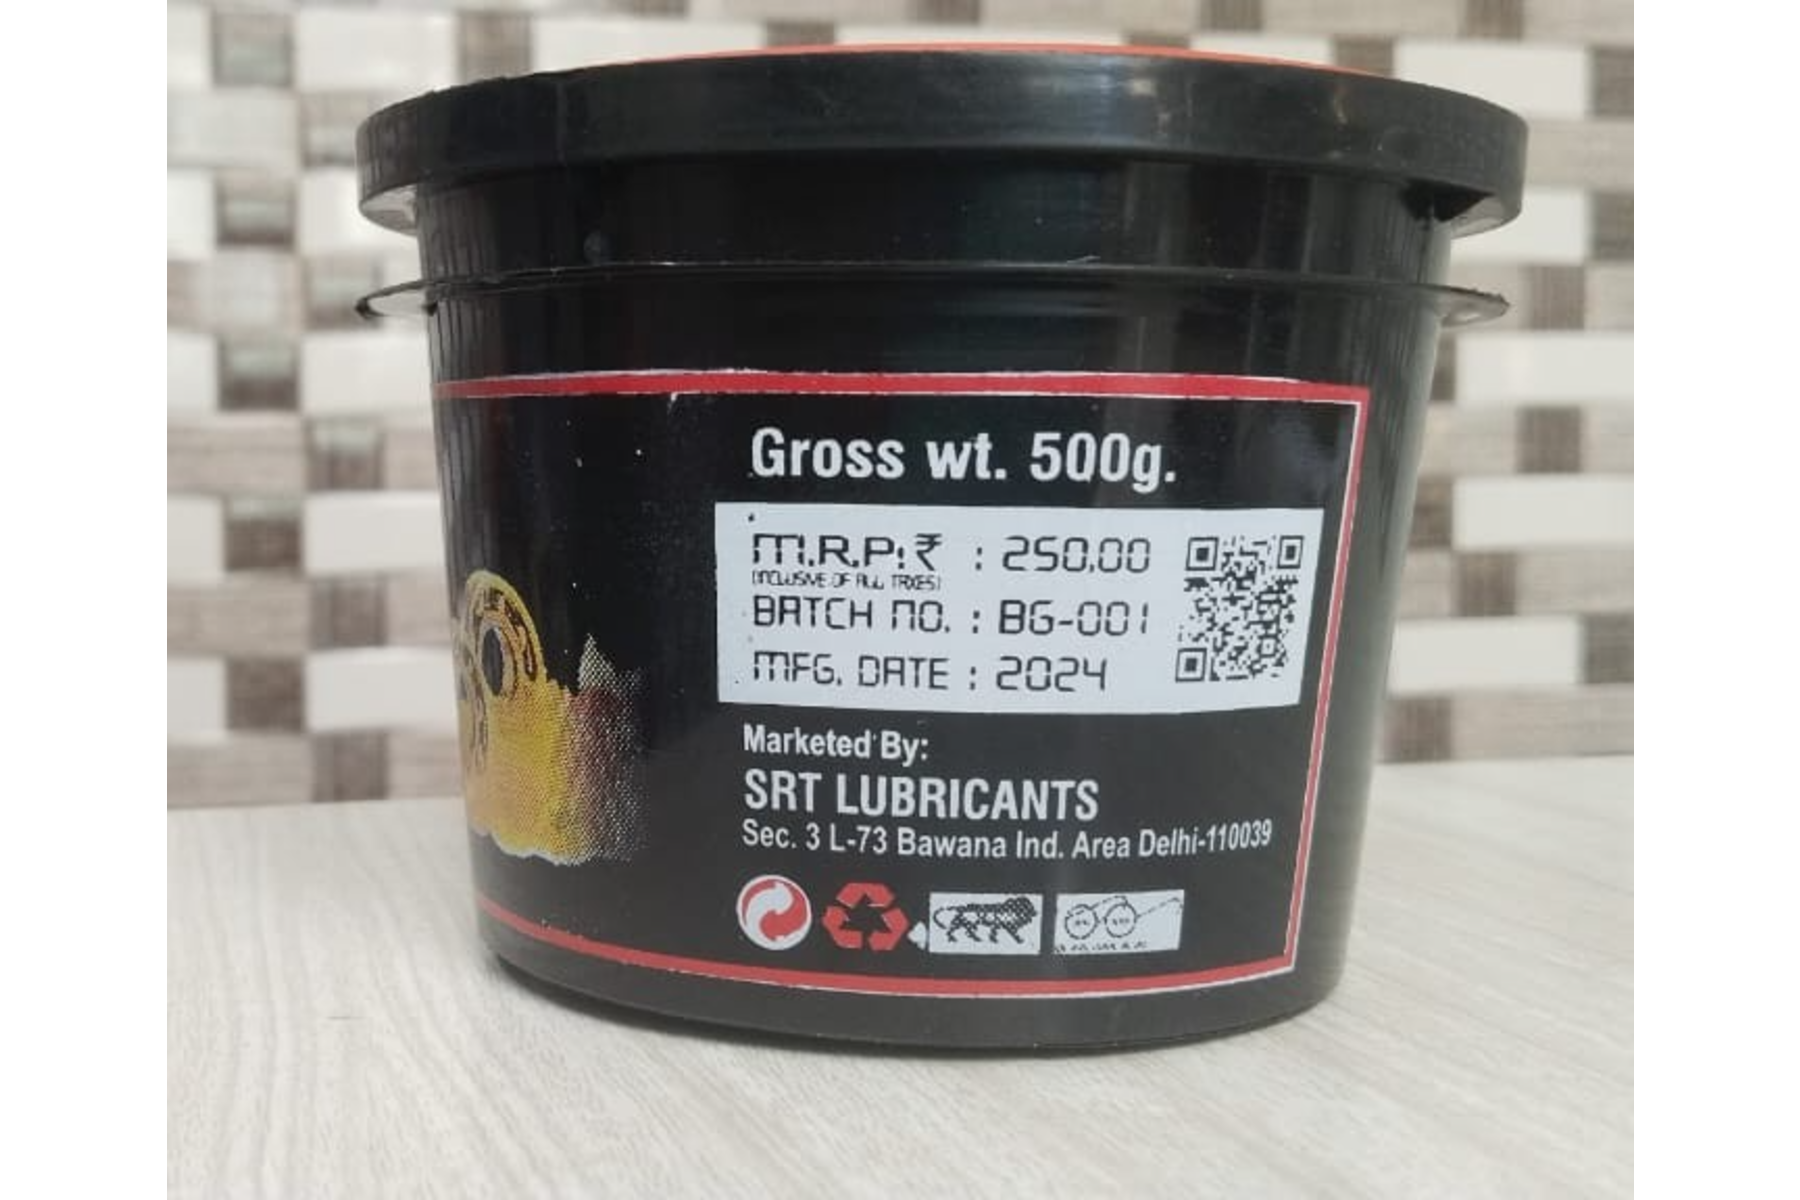 Gross wt. 500g.
M.R.P.: ₹ : 250.00
(INCLUSIVE OF ALL TAXES)
BATCH NO. : BG-001
MFG. DATE : 2024
Marketed By:
SRT LUBRICANTS
Sec. 3 L-73 Bawana Ind. Area Delhi-110039